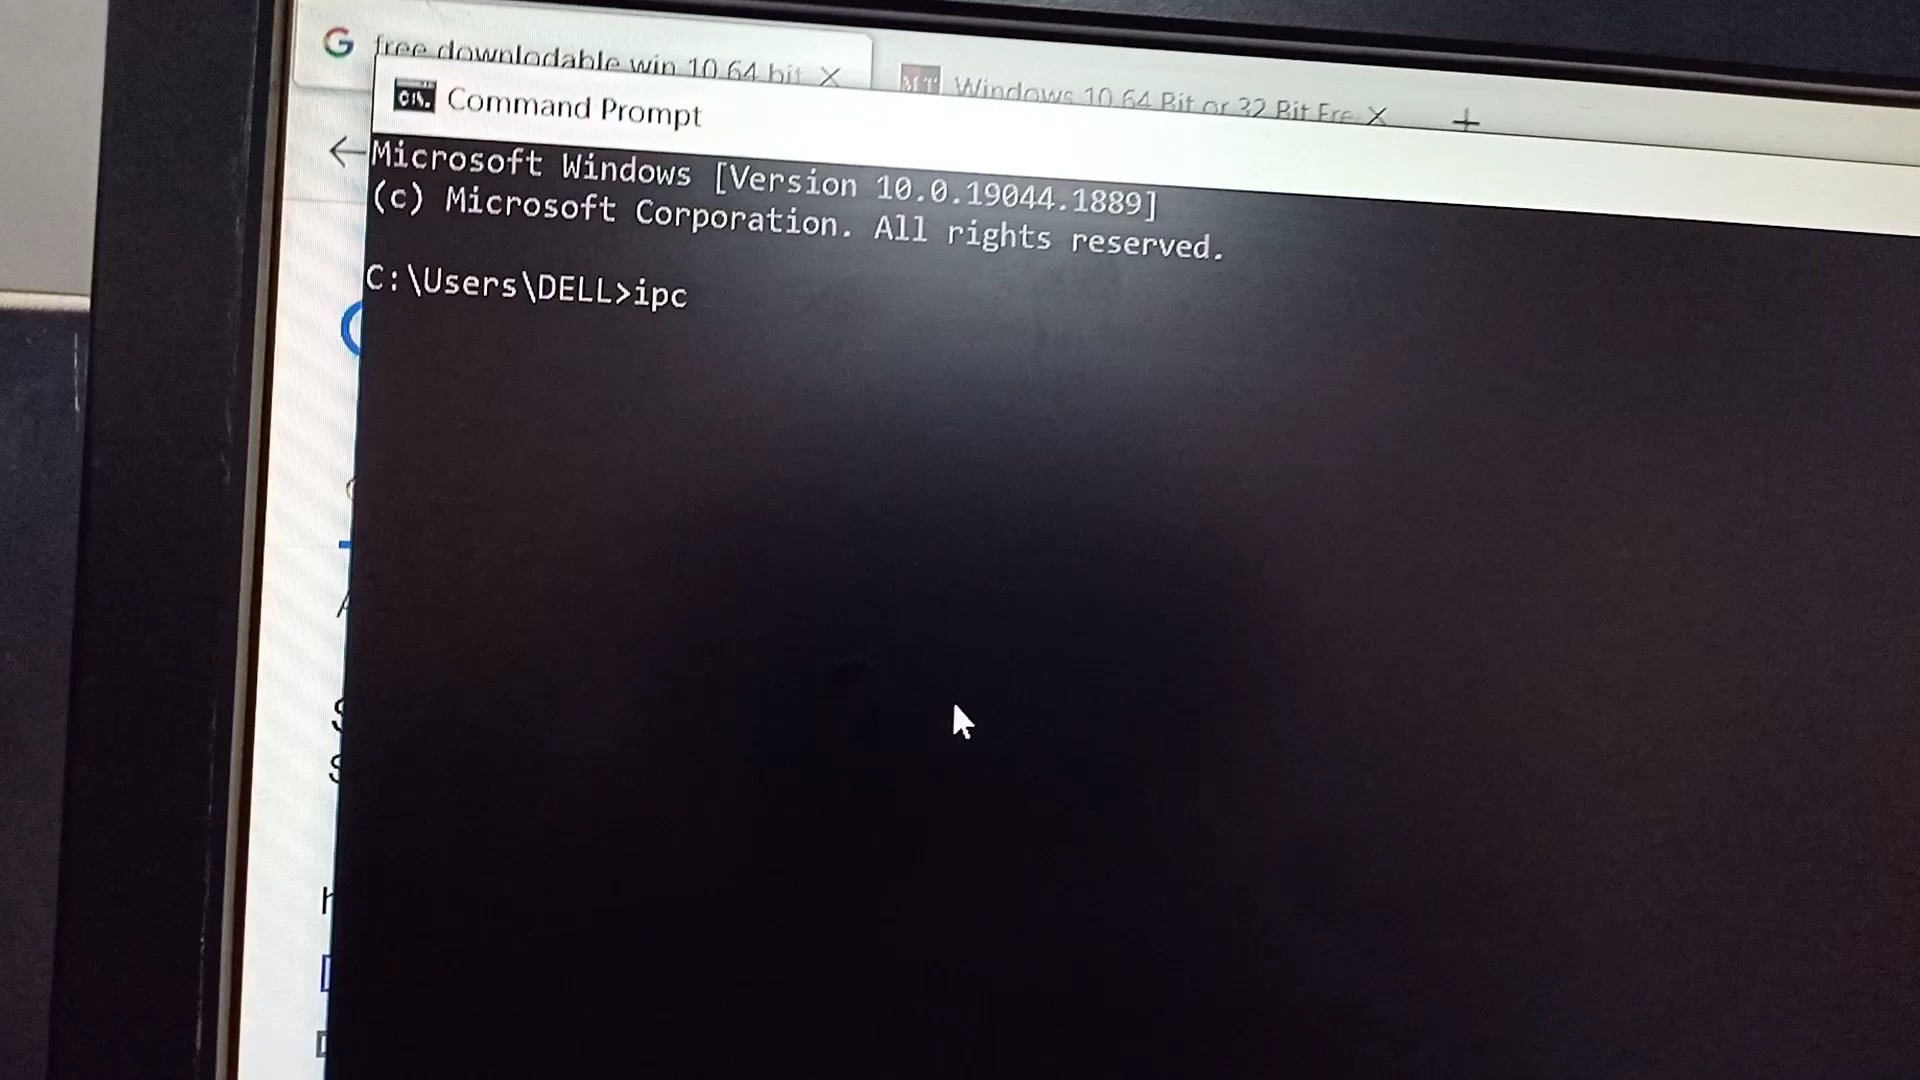 free downlodable win 10 64 bit
Windows 10 64 Bit or 32 Bit Fre
Command Prompt
Microsoft Windows [Version 10.0.19044.1889]
(c) Microsoft Corporation. All rights reserved.
C:\Users\DELL>ipc